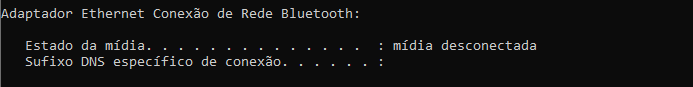 Adaptador Ethernet Conexão de Rede Bluetooth:
Estado da mídia. . . . . . . . . . . . . .  : mídia desconectada
Sufixo DNS específico de conexão. . . . . . :